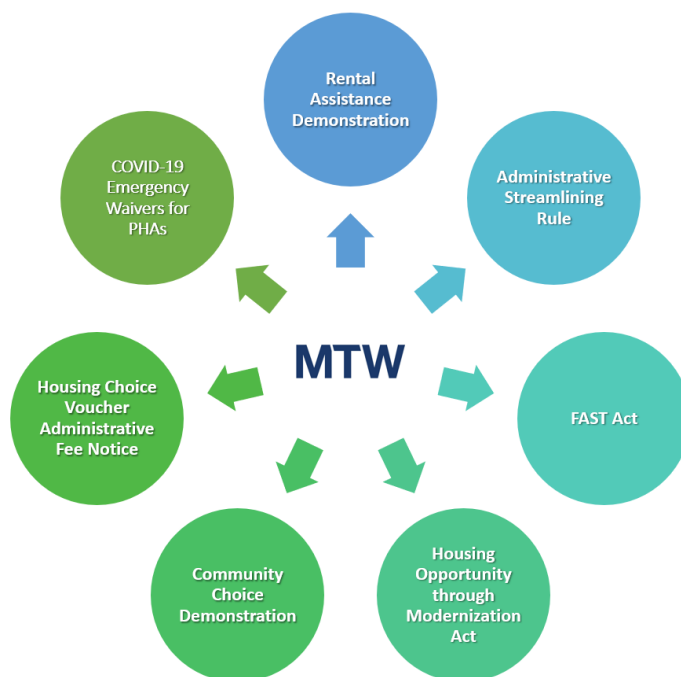 Rental
Assistance
Demonstration
COVID-19
Emergency
Waivers for
PHAs
Administrative
Streamlining
Rule
MTW
Housing Choice
Voucher
Administrative
Fee Notice
FAST Act
Community
Choice
Demonstration
Housing
Opportunity
through
Modernization
Act